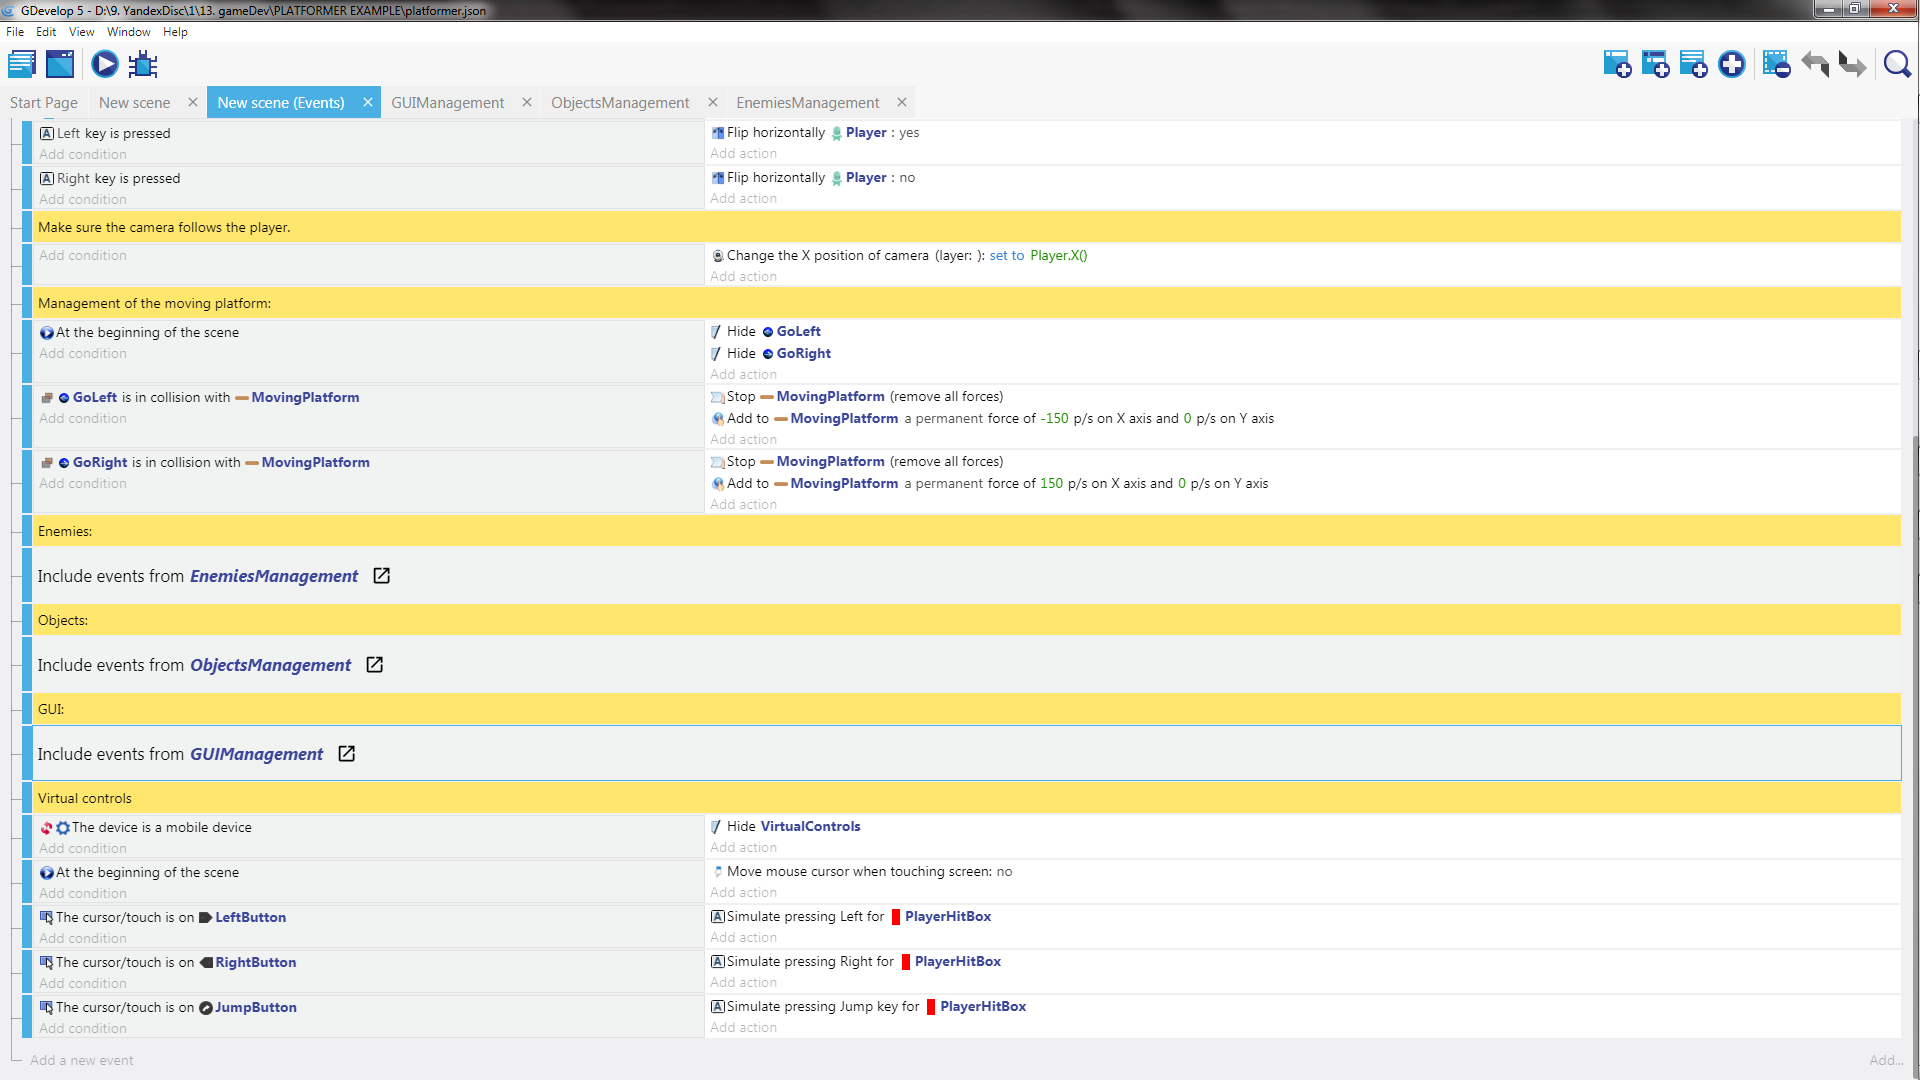 GDevelop 5 - D:\9. YandexDisc\1\13. gameDev\PLATFORMER EXAMPLE\platformer.json
File Edit View Window Help
Start Page New scene New scene (Events) GUIManagement ObjectsManagement EnemiesManagement
Left key is pressed Flip horizontally Player : yes
Add condition Add action
Right key is pressed Flip horizontally Player : no
Add condition Add action
Make sure the camera follows the player.
Add condition Change the X position of camera (layer: ): set to Player.X()
Add action
Management of the moving platform:
At the beginning of the scene Hide GoLeft
Add condition Hide GoRight
Add action
GoLeft is in collision with MovingPlatform Stop MovingPlatform (remove all forces)
Add condition Add to MovingPlatform a permanent force of -150 p/s on X axis and 0 p/s on Y axis
Add action
GoRight is in collision with MovingPlatform Stop MovingPlatform (remove all forces)
Add condition Add to MovingPlatform a permanent force of 150 p/s on X axis and 0 p/s on Y axis
Add action
Enemies:
Include events from EnemiesManagement
Objects:
Include events from ObjectsManagement
GUI:
Include events from GUIManagement
Virtual controls
The device is a mobile device Hide VirtualControls
Add condition Add action
At the beginning of the scene Move mouse cursor when touching screen: no
Add condition Add action
The cursor/touch is on LeftButton Simulate pressing Left for PlayerHitBox
Add condition Add action
The cursor/touch is on RightButton Simulate pressing Right for PlayerHitBox
Add condition Add action
The cursor/touch is on JumpButton Simulate pressing Jump key for PlayerHitBox
Add condition Add action
Add a new event Add...